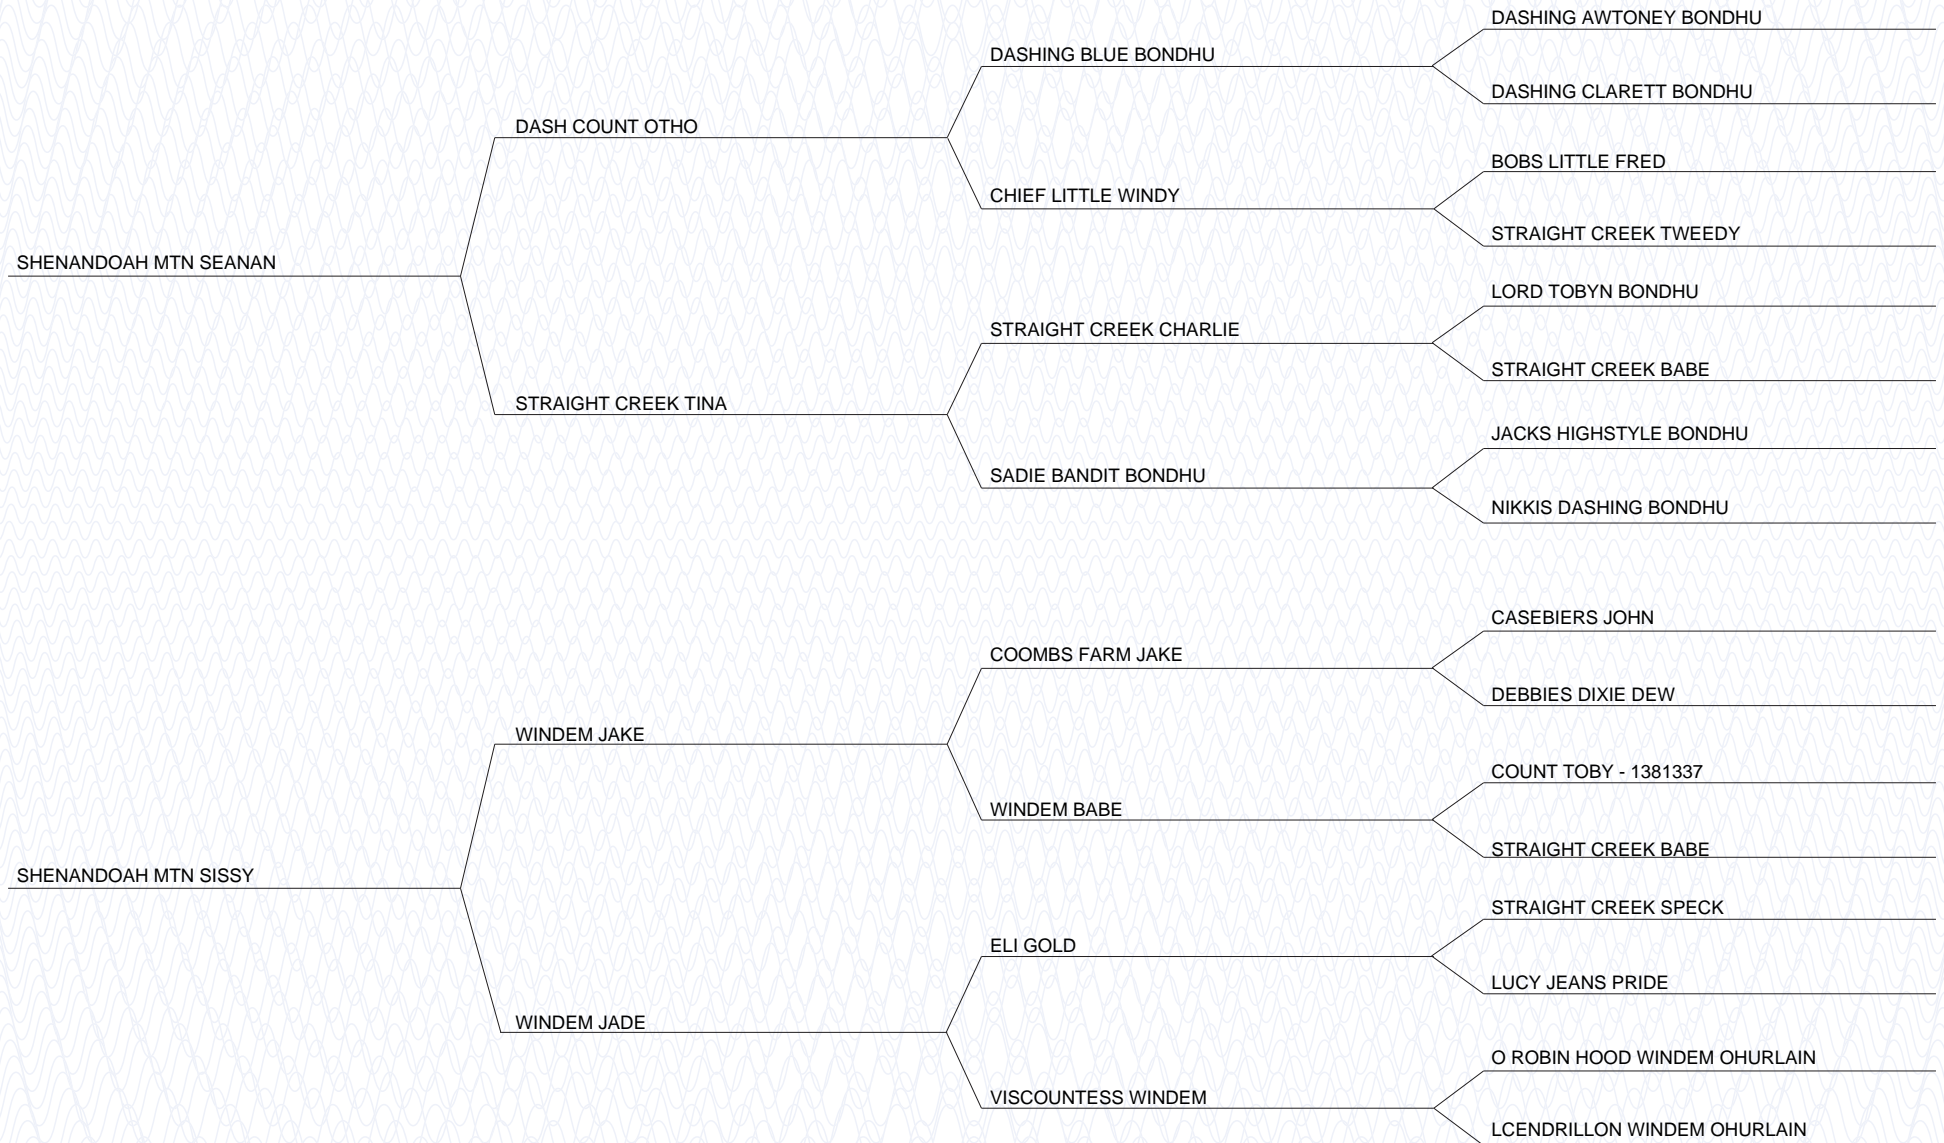 DASHING AWTONEY BONDHU
DASHING BLUE BONDHU
DASHING CLARETT BONDHU
DASH COUNT OTHO
BOBS LITTLE FRED
CHIEF LITTLE WINDY
STRAIGHT CREEK TWEEDY
SHENANDOAH MTN SEANAN
LORD TOBYN BONDHU
STRAIGHT CREEK CHARLIE
STRAIGHT CREEK BABE
STRAIGHT CREEK TINA
JACKS HIGHSTYLE BONDHU
SADIE BANDIT BONDHU
NIKKIS DASHING BONDHU
CASEBIERS JOHN
COOMBS FARM JAKE
DEBBIES DIXIE DEW
WINDEM JAKE
COUNT TOBY - 1381337
WINDEM BABE
STRAIGHT CREEK BABE
SHENANDOAH MTN SISSY
STRAIGHT CREEK SPECK
ELI GOLD
LUCY JEANS PRIDE
WINDEM JADE
O ROBIN HOOD WINDEM OHURLAIN
VISCOUNTESS WINDEM
LCENDRILLON WINDEM OHURLAIN